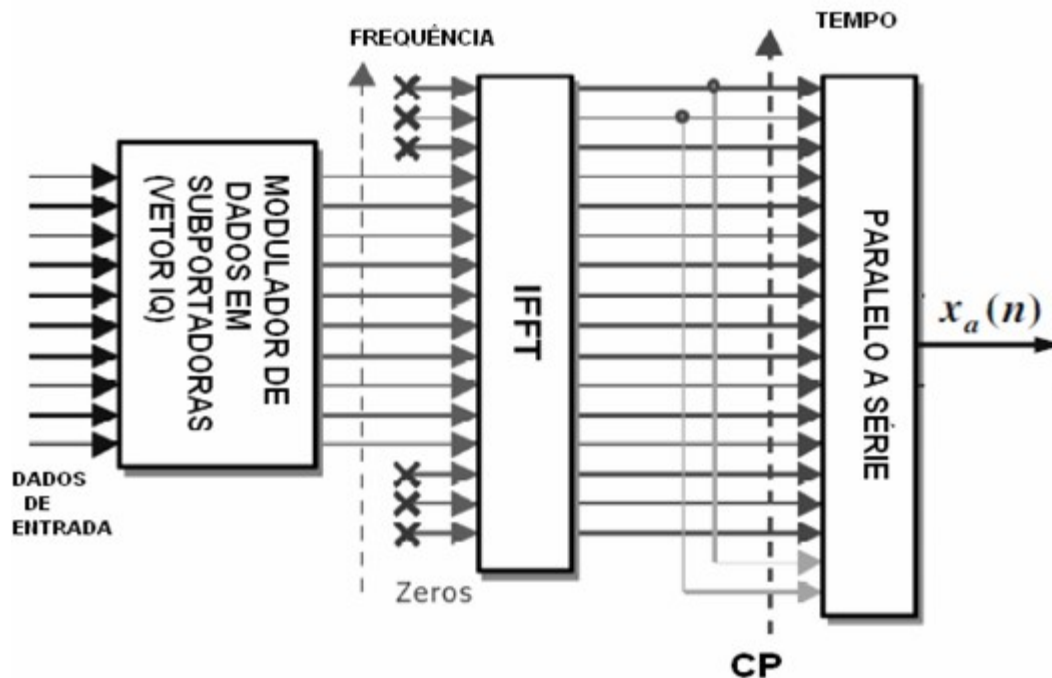 TEMPO
FREQUÊNCIA
MODULADOR DE
DADOS EM
SUBPORTADORAS
(VETOR IQ)
IFFT
PARALELO A SÉRIE
x_a(n)
DADOS
DE
ENTRADA
Zeros
CP